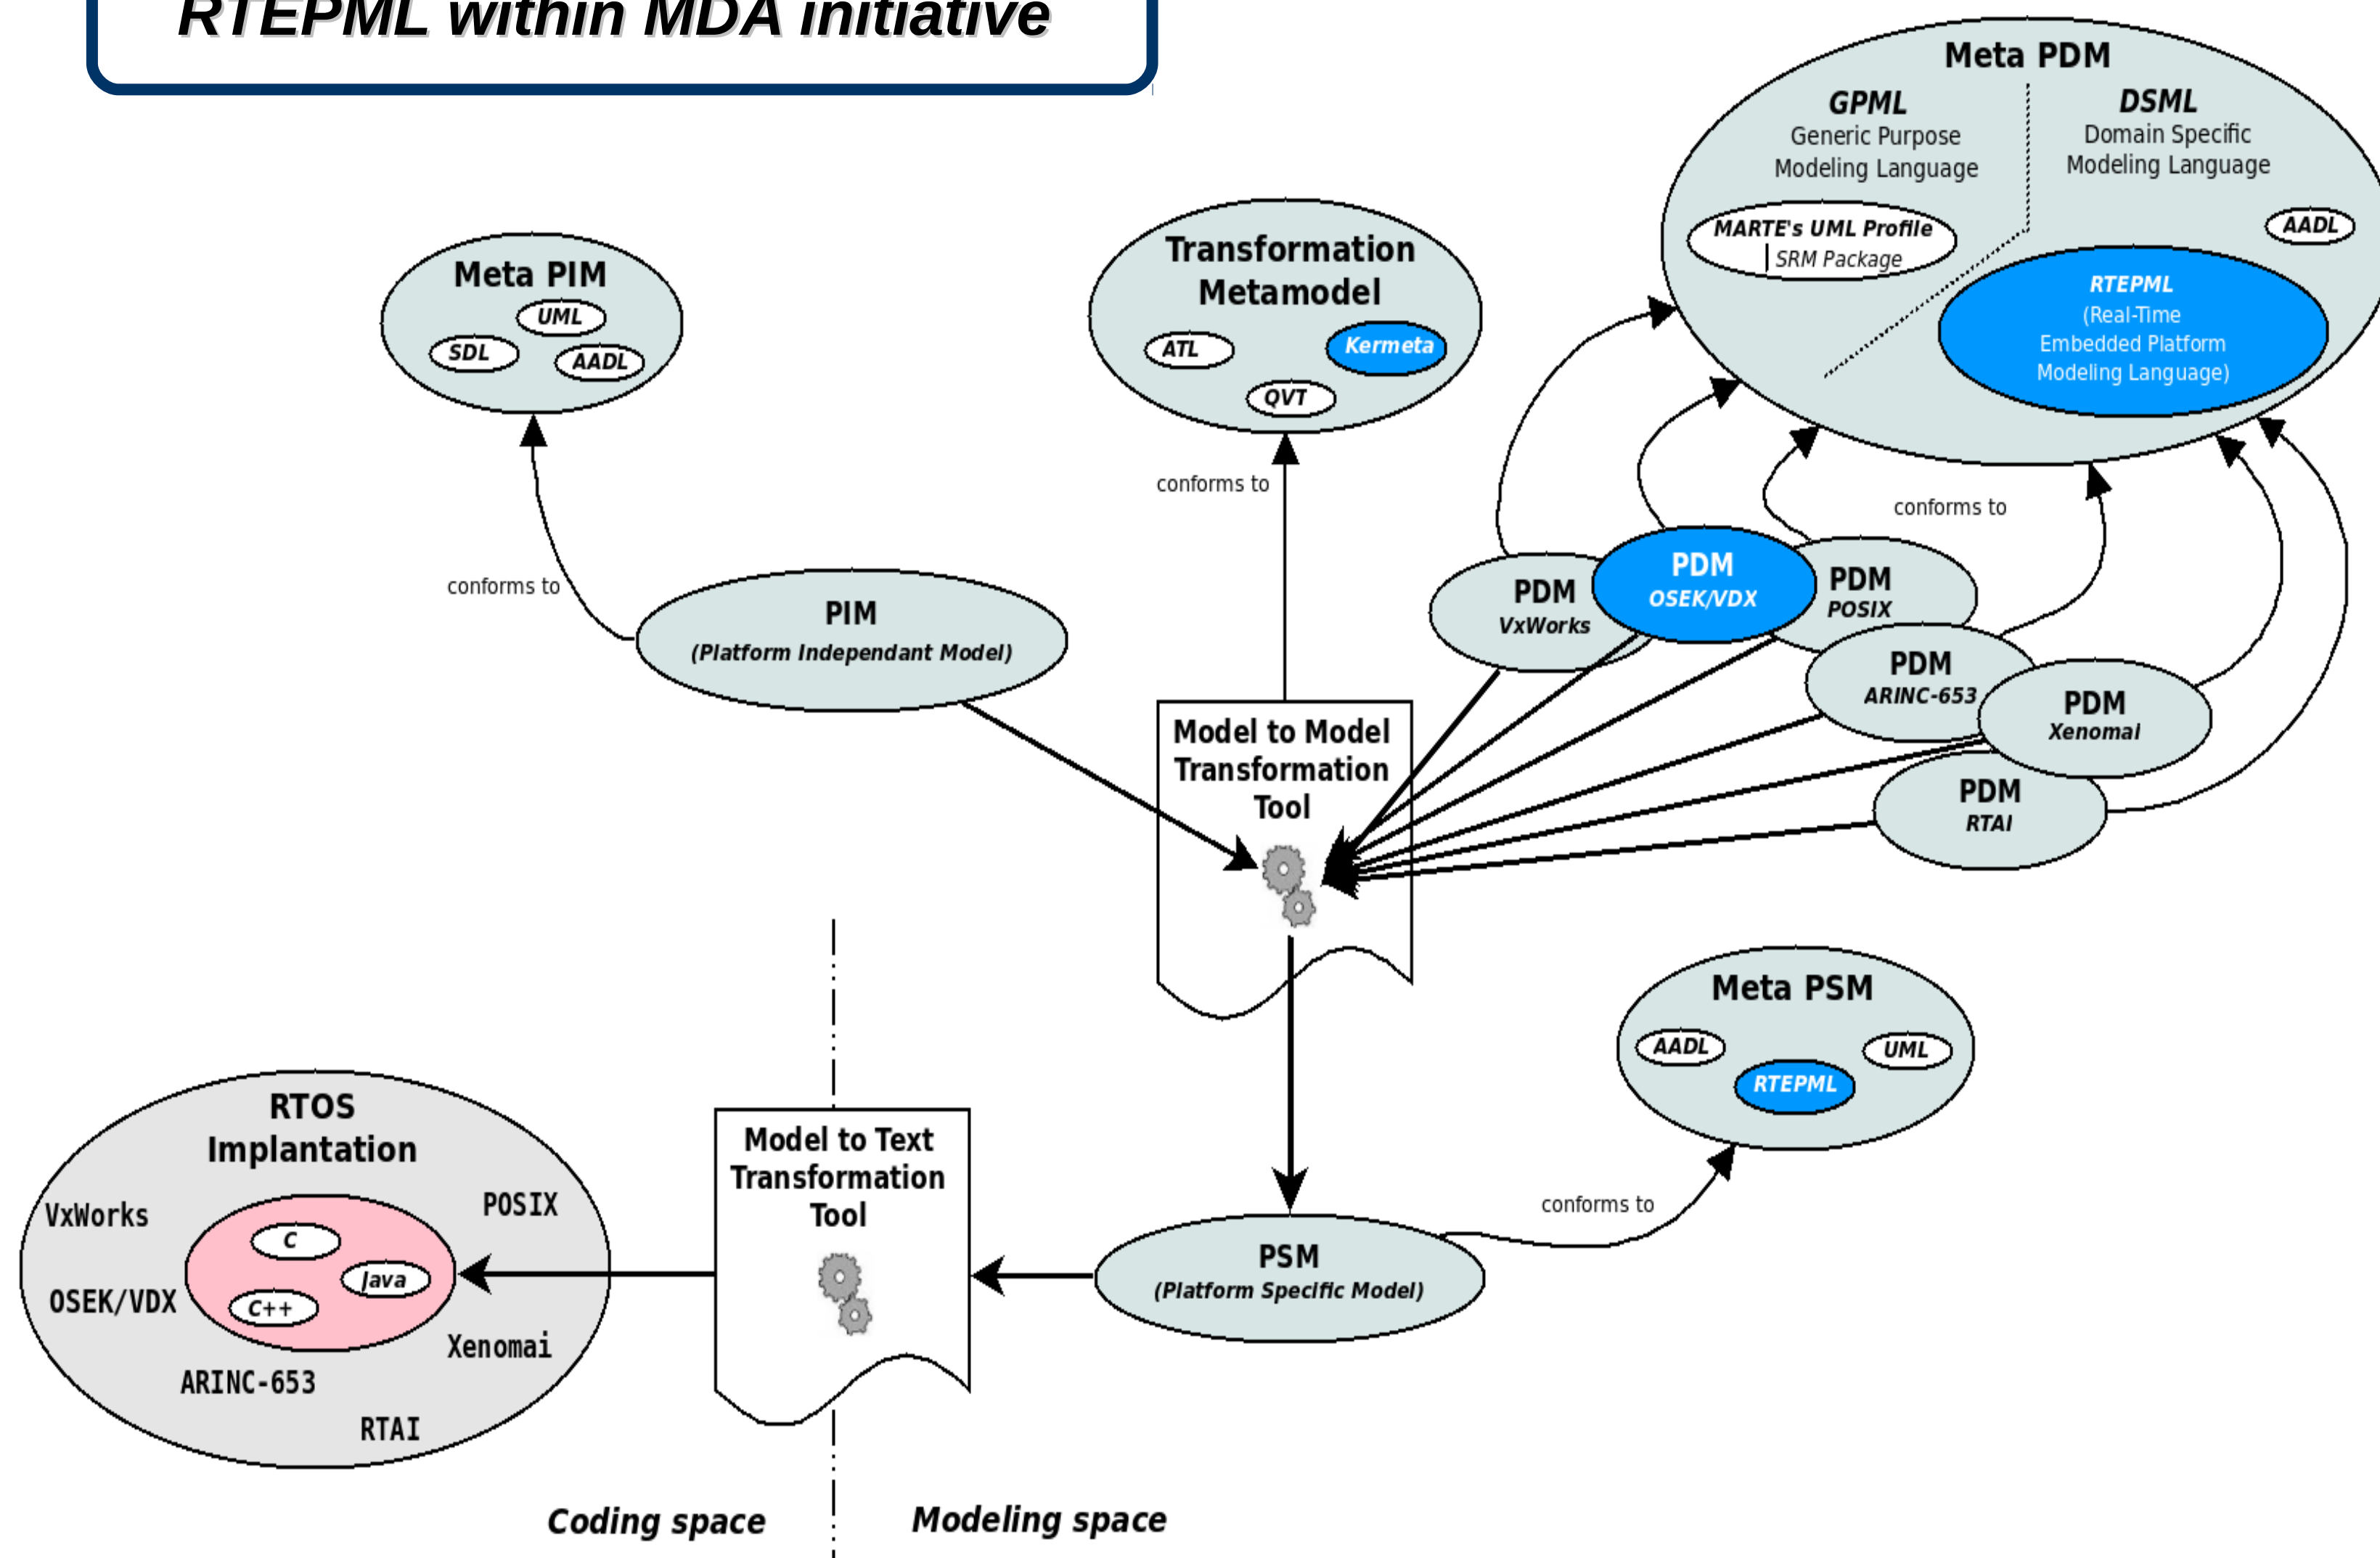 RTEPML within MDA initiative
Meta PDM
GPML
Generic Purpose
Modeling Language
DSML
Domain Specific
Modeling Language
MARTE's UML Profile
SRM Package
AADL
RTEPML
(Real-Time
Embedded Platform
Modeling Language)
Meta PIM
UML
SDL
AADL
Transformation
Metamodel
ATL
Kermeta
QVT
conforms to
conforms to
conforms to
PIM
(Platform Independant Model)
PDM
VxWorks
PDM
OSEK/VDX
PDM
POSIX
PDM
ARINC-653
PDM
Xenomai
PDM
RTAI
Model to Model
Transformation
Tool
Meta PSM
AADL
UML
RTEPML
conforms to
PSM
(Platform Specific Model)
Model to Text
Transformation
Tool
RTOS
Implantation
VxWorks
POSIX
C
Java
C++
OSEK/VDX
Xenomai
ARINC-653
RTAI
Coding space
Modeling space